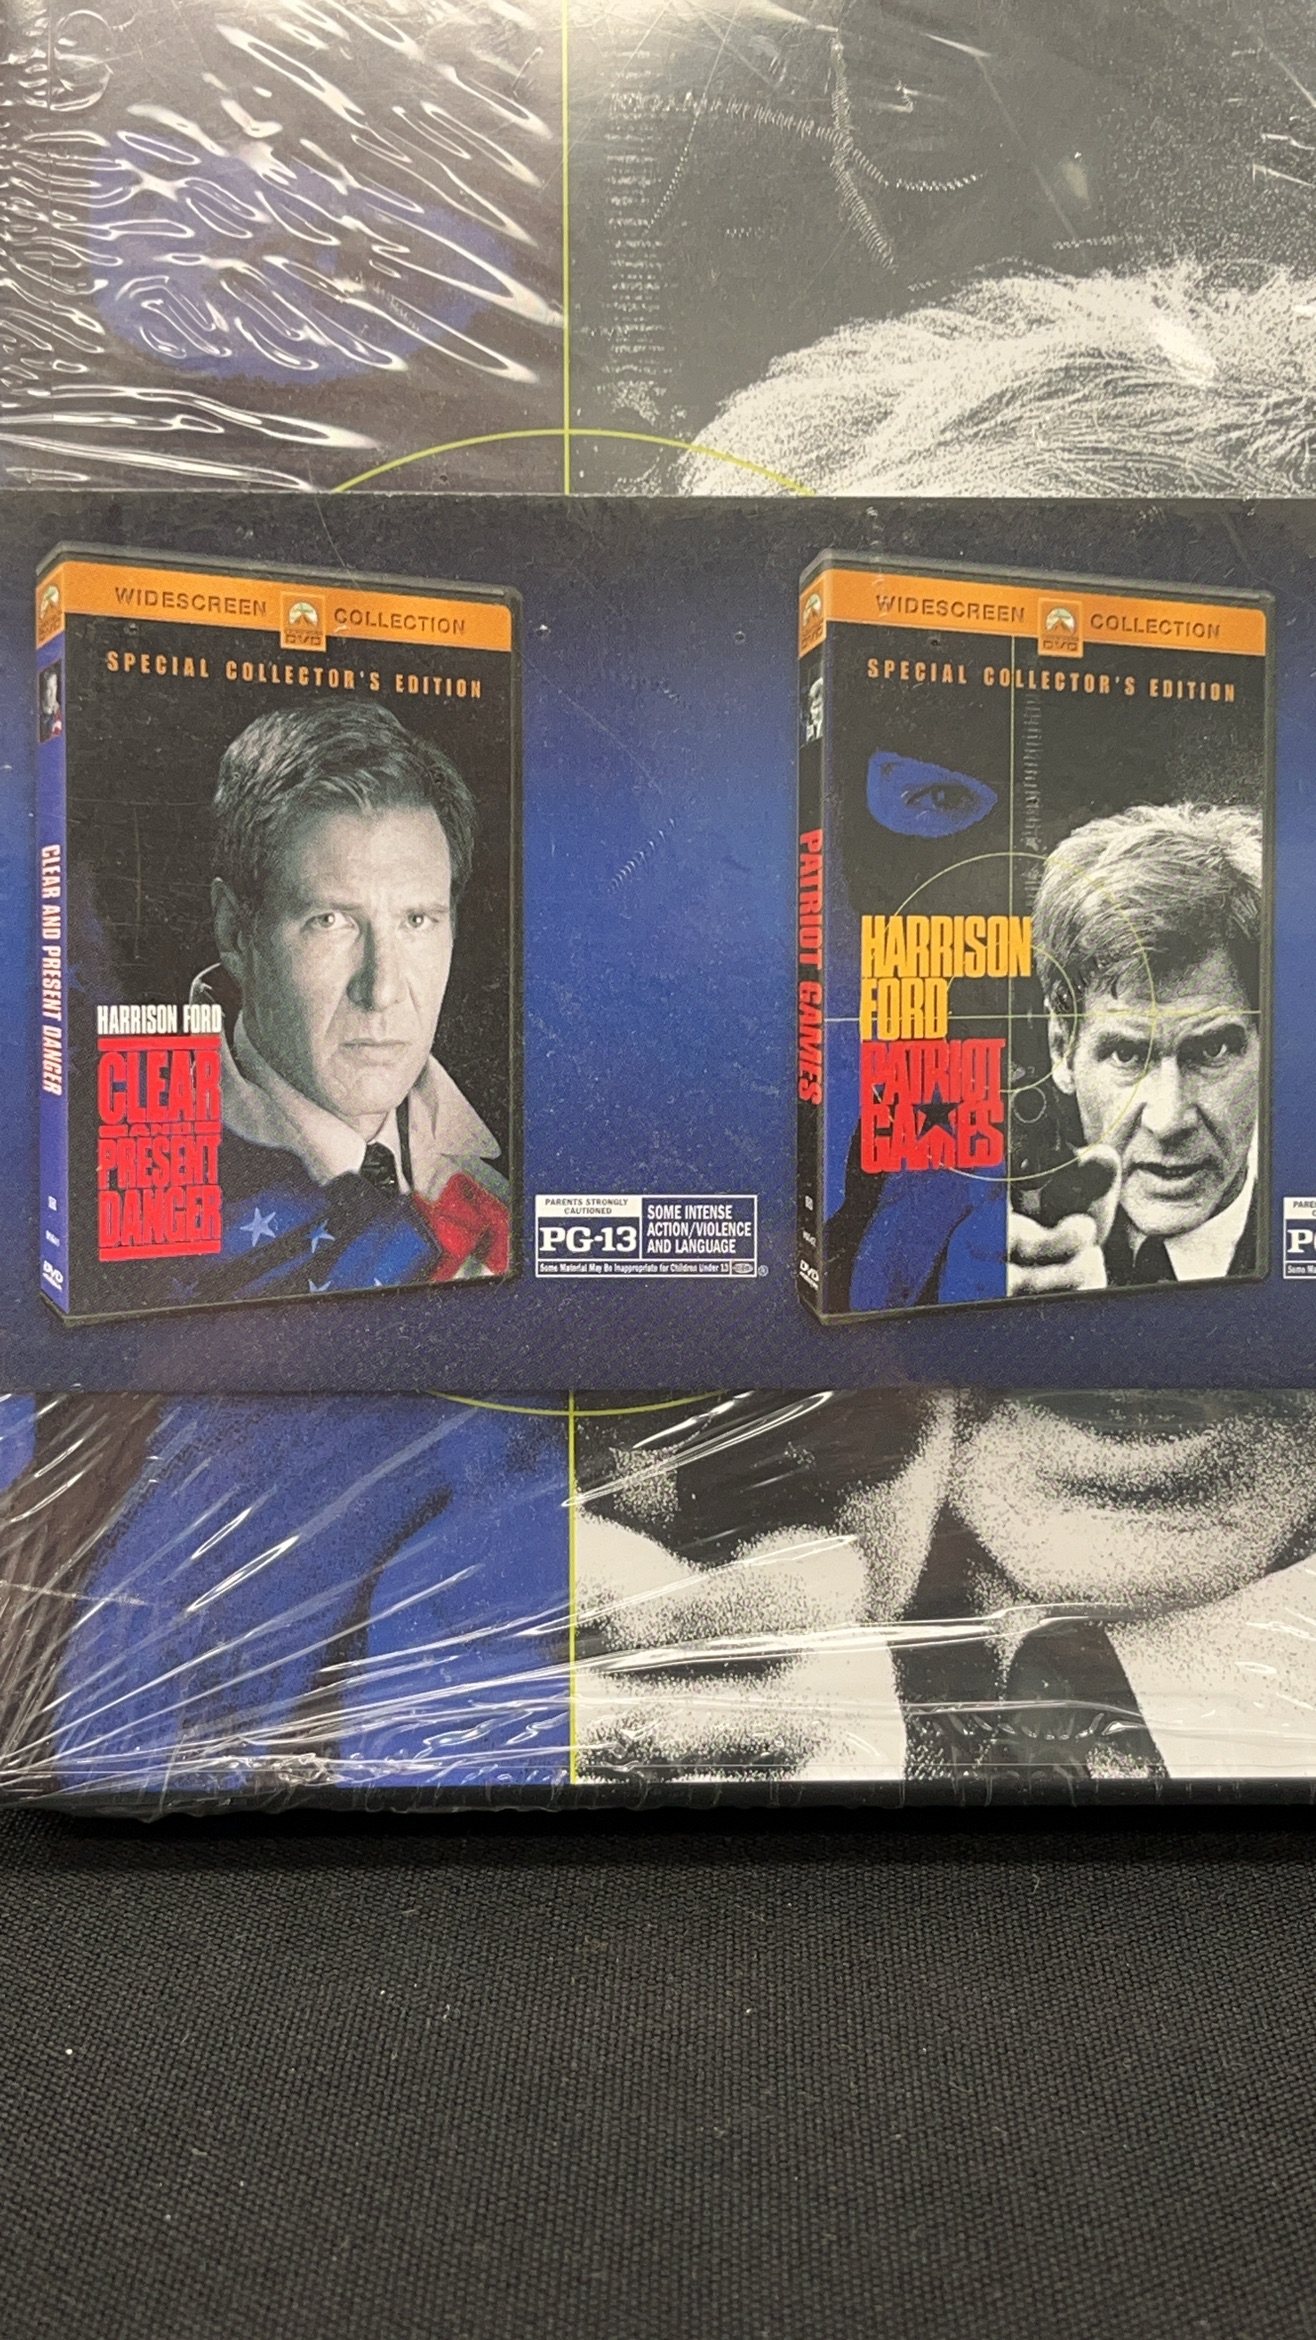 WIDESCREEN DVD COLLECTION
SPECIAL COLLECTOR'S EDITION
CLEAR AND PRESENT DANGER
HARRISON FORD
CLEAR
AND
PRESENT
DANGER
DVD
PARENTS STRONGLY
CAUTIONED
PG-13
SOME INTENSE
ACTION/VIOLENCE
AND LANGUAGE
Some Material May Be Inappropriate for Children Under 13
®
WIDESCREEN DVD COLLECTION
SPECIAL COLLECTOR'S EDITION
PATRIOT GAMES
HARRISON
FORD
PATRIOT
GAMES
DVD